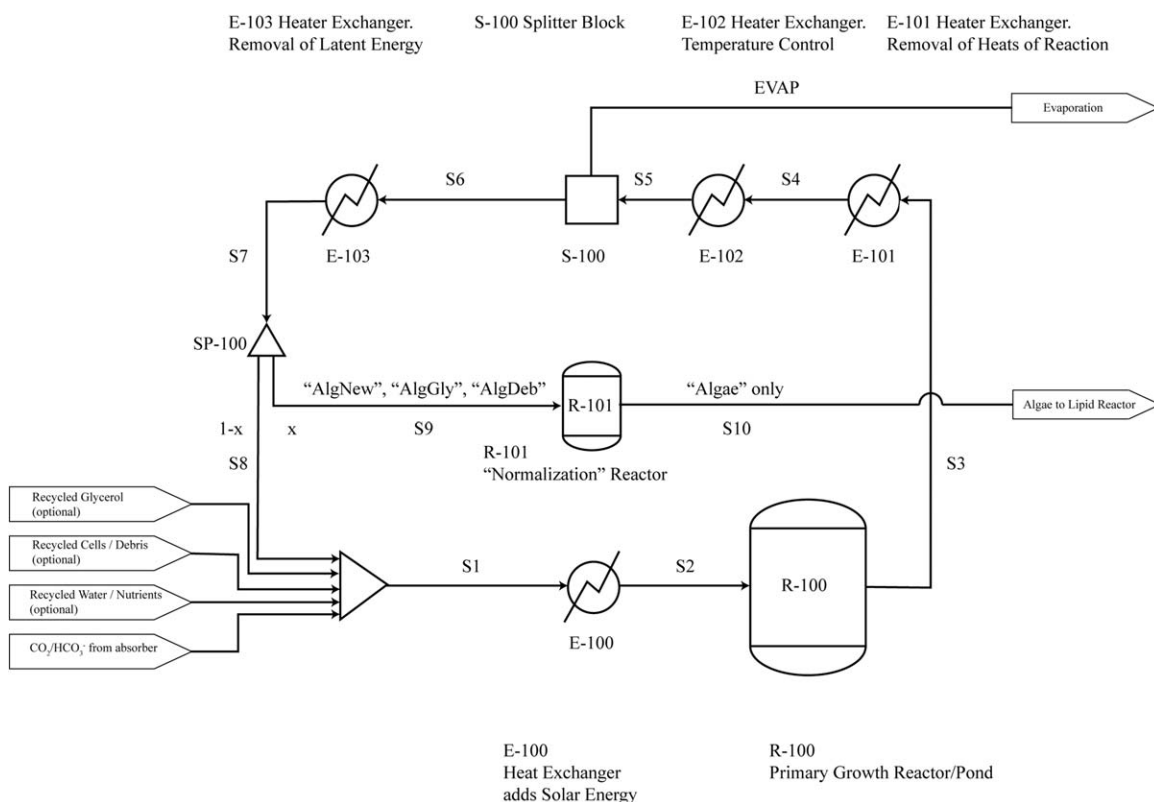 E-103 Heater Exchanger.
Removal of Latent Energy
S-100 Splitter Block
E-102 Heater Exchanger.
Temperature Control
E-101 Heater Exchanger.
Removal of Heats of Reaction
EVAP
Evaporation
S6
S5
S4
E-103
S-100
E-102
E-101
S7
SP-100
“AlgNew”, “AlgGly”, “AlgDeb”
R-101
“Algae” only
Algae to Lipid Reactor
1-x
x
S9
S10
S8
R-101
“Normalization” Reactor
S3
Recycled Glycerol
(optional)
Recycled Cells / Debris
(optional)
Recycled Water / Nutrients
(optional)
CO₂/HCO₃⁻ from absorber
S1
S2
R-100
E-100
E-100
Heat Exchanger
adds Solar Energy
R-100
Primary Growth Reactor/Pond